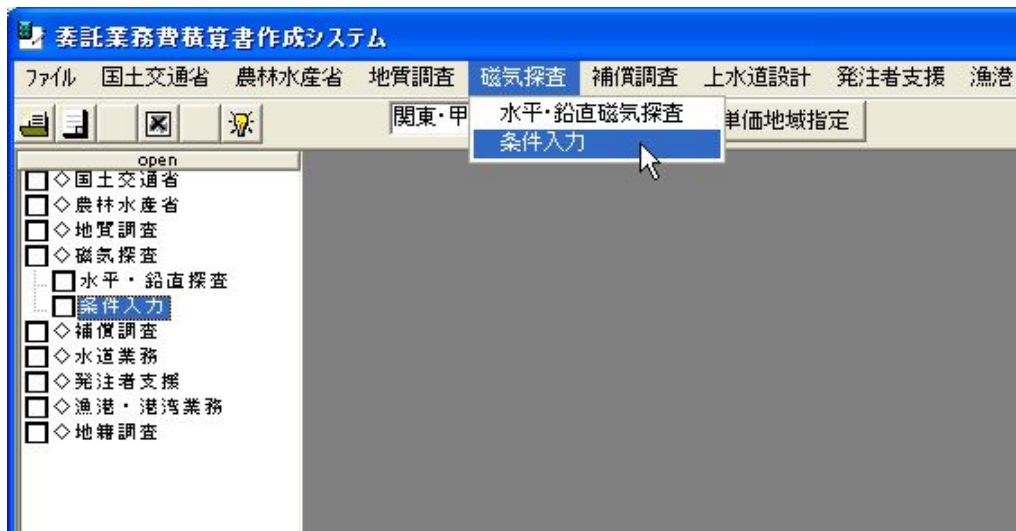 委託業務費積算書作成システム
ファイル 国土交通省 農林水産省 地質調査 磁気探査 補償調査 上水道設計 発注者支援 漁港
関東・甲
単価地域指定
水平・鉛直磁気探査
条件入力
open
◇国土交通省
◇農林水産省
◇地質調査
◇磁気探査
水平・鉛直探査
条件入力
◇補償調査
◇水道業務
◇発注者支援
◇漁港・港湾業務
◇地籍調査